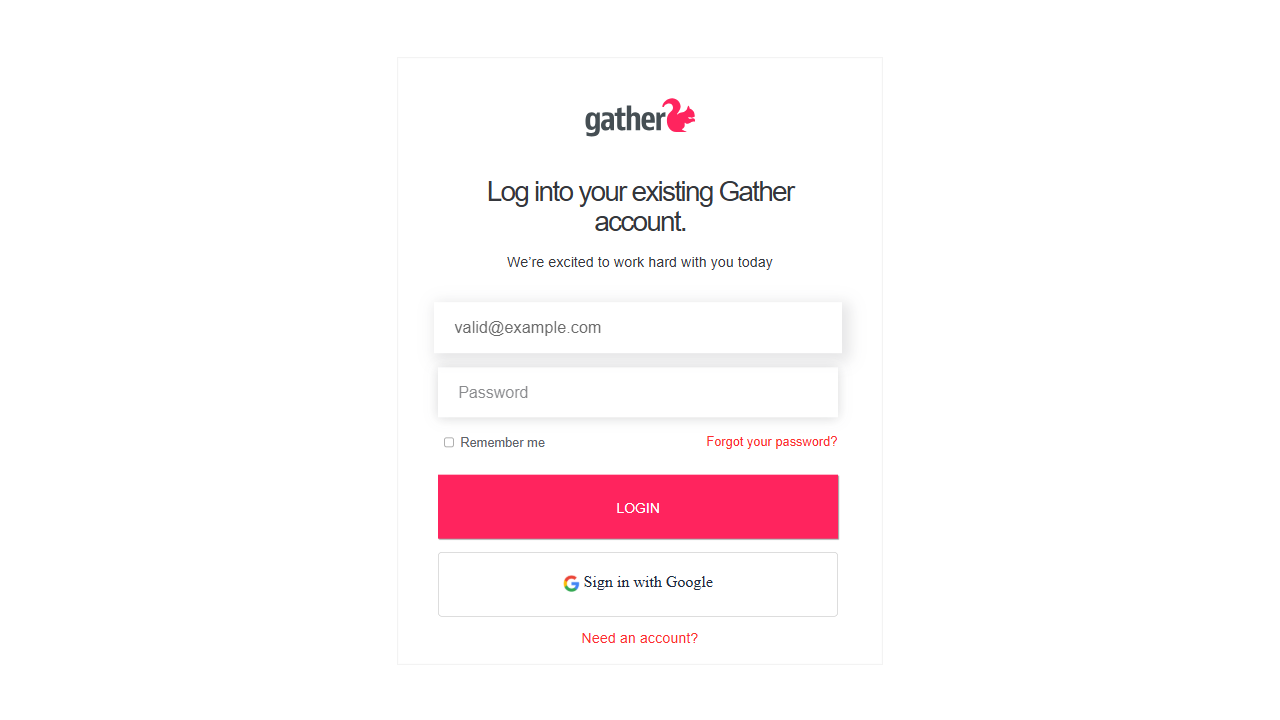 gather
Log into your existing Gather
account.
We’re excited to work hard with you today
valid@example.com
Password
Remember me
Forgot your password?
LOGIN
Sign in with Google
Need an account?